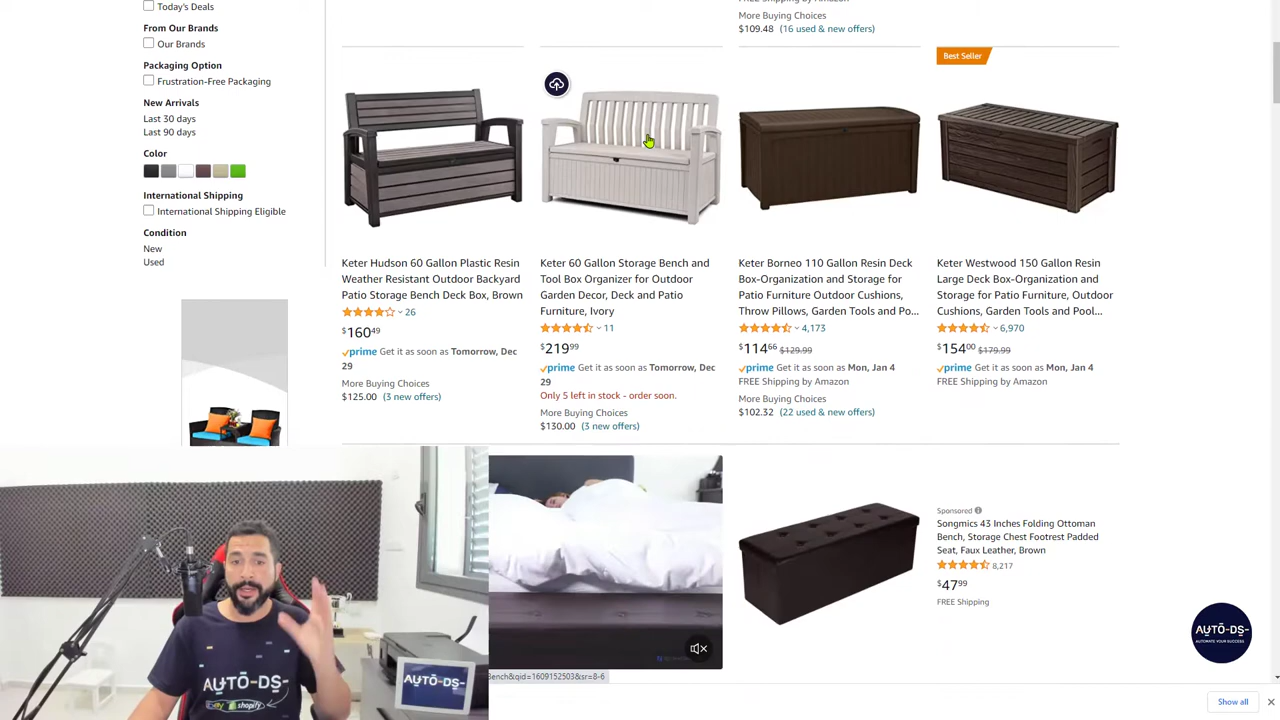 Today's Deals
From Our Brands
Our Brands
Packaging Option
Frustration-Free Packaging
New Arrivals
Last 30 days
Last 90 days
Color
International Shipping
International Shipping Eligible
Condition
New
Used
More Buying Choices
$109.48 (16 used & new offers)
Keter Hudson 60 Gallon Plastic Resin
Weather Resistant Outdoor Backyard
Patio Storage Bench Deck Box, Brown
26
$160.49
prime Get it as soon as Tomorrow, Dec
29
More Buying Choices
$125.00 (3 new offers)
Keter 60 Gallon Storage Bench and
Tool Box Organizer for Outdoor
Garden Decor, Deck and Patio
Furniture, Ivory
11
$219.99
prime Get it as soon as Tomorrow, Dec
29
Only 5 left in stock - order soon.
More Buying Choices
$130.00 (3 new offers)
Keter Borneo 110 Gallon Resin Deck
Box-Organization and Storage for
Patio Furniture Outdoor Cushions,
Throw Pillows, Garden Tools and Po...
4,173
$114.66 $129.99
prime Get it as soon as Mon, Jan 4
FREE Shipping by Amazon
More Buying Choices
$102.32 (22 used & new offers)
Best Seller
Keter Westwood 150 Gallon Resin
Large Deck Box-Organization and
Storage for Patio Furniture, Outdoor
Cushions, Garden Tools and Pool...
6,970
$154.00 $179.99
prime Get it as soon as Mon, Jan 4
FREE Shipping by Amazon
Sponsored
Songmics 43 Inches Folding Ottoman
Bench, Storage Chest Footrest Padded
Seat, Faux Leather, Brown
8,217
$47.99
FREE Shipping
AUTO-DS-
AUTOMATE YOUR SUCCESS
AUTO-DS-
ebay shopify
AUTO-DS-
Bench&qid=1609152503&sr=8-6
Show all